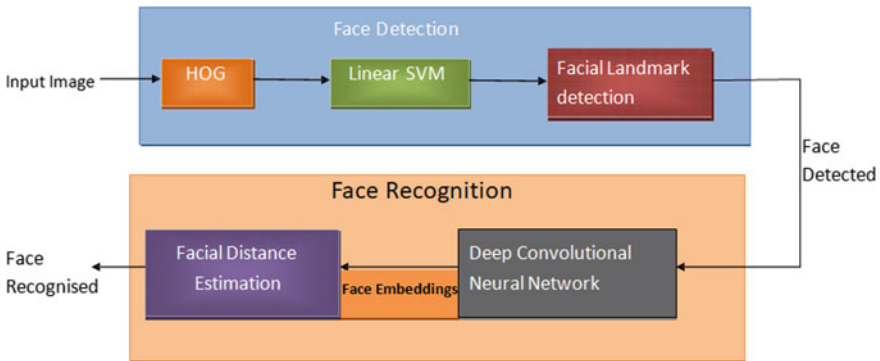 Face Detection
Input Image
HOG
Linear SVM
Facial Landmark
detection
Face
Detected
Face Recognition
Deep Convolutional
Neural Network
Face Embeddings
Facial Distance
Estimation
Face
Recognised